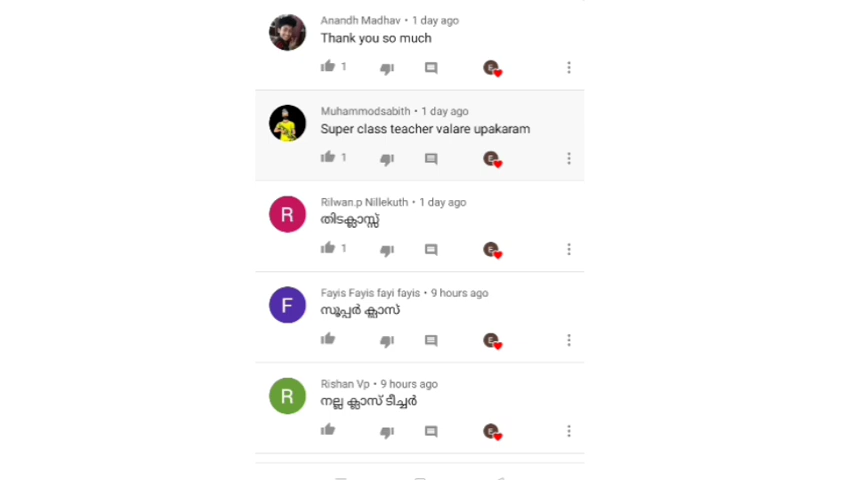 Anandh Madhav • 1 day ago
Thank you so much
1
E
Muhammodsabith • 1 day ago
Super class teacher valare upakaram
1
E
R
Rilwan.p Nillekuth • 1 day ago
തിടക്ലാസ്സ്
1
E
F
Fayis Fayis fayi fayis • 9 hours ago
സൂപ്പർ ക്ലാസ്
E
R
Rishan Vp • 9 hours ago
നല്ല ക്ലാസ് ടീച്ചർ
E